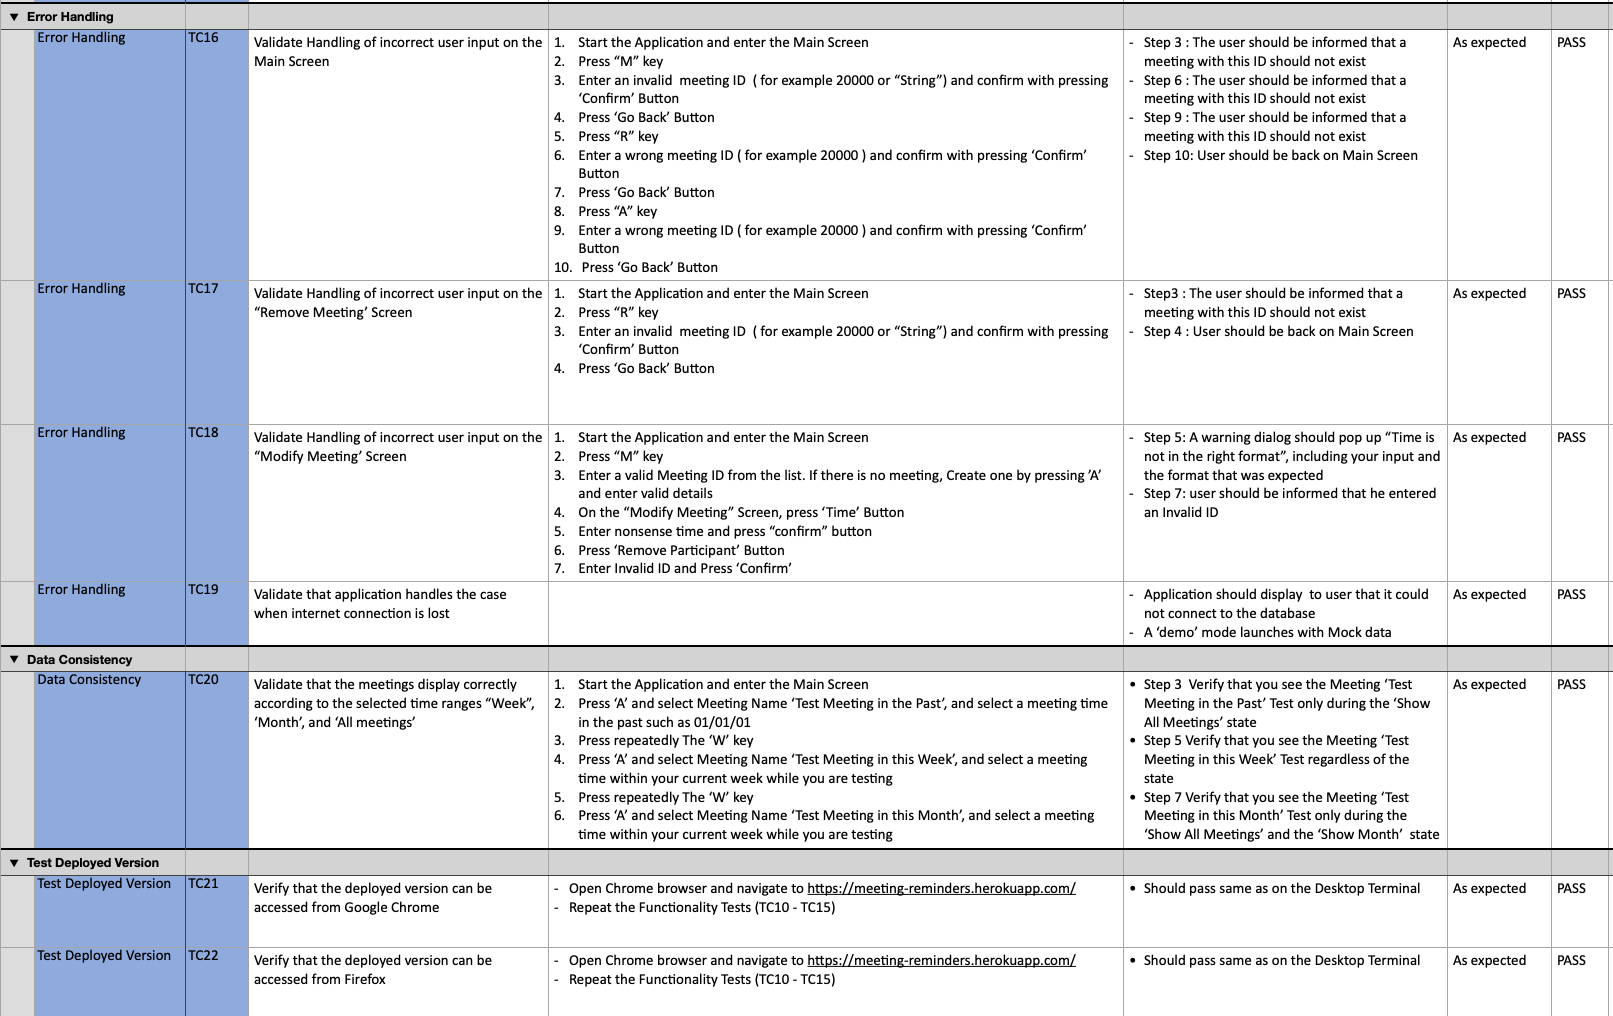 ▼ Error Handling
Error Handling
TC16
Validate Handling of incorrect user input on the
Main Screen
1. Start the Application and enter the Main Screen
2. Press “M” key
3. Enter an invalid  meeting ID  ( for example 20000 or “String”) and confirm with pressing
‘Confirm’ Button
4. Press ‘Go Back’ Button
5. Press “R” key
6. Enter a wrong meeting ID ( for example 20000 ) and confirm with pressing ‘Confirm’
Button
7. Press ‘Go Back’ Button
8. Press “A” key
9. Enter a wrong meeting ID ( for example 20000 ) and confirm with pressing ‘Confirm’
Button
10. Press ‘Go Back’ Button
- Step 3 : The user should be informed that a
meeting with this ID should not exist
- Step 6 : The user should be informed that a
meeting with this ID should not exist
- Step 9 : The user should be informed that a
meeting with this ID should not exist
- Step 10: User should be back on Main Screen
As expected
PASS
Error Handling
TC17
Validate Handling of incorrect user input on the
“Remove Meeting’ Screen
1. Start the Application and enter the Main Screen
2. Press “R” key
3. Enter an invalid  meeting ID  ( for example 20000 or “String”) and confirm with pressing
‘Confirm’ Button
4. Press ‘Go Back’ Button
- Step3 : The user should be informed that a
meeting with this ID should not exist
- Step 4 : User should be back on Main Screen
As expected
PASS
Error Handling
TC18
Validate Handling of incorrect user input on the
“Modify Meeting’ Screen
1. Start the Application and enter the Main Screen
2. Press “M” key
3. Enter a valid Meeting ID from the list. If there is no meeting, Create one by pressing ’A’
and enter valid details
4. On the “Modify Meeting” Screen, press ‘Time’ Button
5. Enter nonsense time and press “confirm” button
6. Press ‘Remove Participant’ Button
7. Enter Invalid ID and Press ‘Confirm’
- Step 5: A warning dialog should pop up “Time is
not in the right format”, including your input and
the format that was expected
- Step 7: user should be informed that he entered
an Invalid ID
As expected
PASS
Error Handling
TC19
Validate that application handles the case
when internet connection is lost
- Application should display  to user that it could
not connect to the database
- A ‘demo’ mode launches with Mock data
As expected
PASS
▼ Data Consistency
Data Consistency
TC20
Validate that the meetings display correctly
according to the selected time ranges “Week”,
‘Month’, and ‘All meetings’
1. Start the Application and enter the Main Screen
2. Press ‘A’ and select Meeting Name ‘Test Meeting in the Past’, and select a meeting time
in the past such as 01/01/01
3. Press repeatedly The ‘W’ key
4. Press ‘A’ and select Meeting Name ‘Test Meeting in this Week’, and select a meeting
time within your current week while you are testing
5. Press repeatedly The ‘W’ key
6. Press ‘A’ and select Meeting Name ‘Test Meeting in this Month’, and select a meeting
time within your current week while you are testing
• Step 3  Verify that you see the Meeting ‘Test
Meeting in the Past’ Test only during the ‘Show
All Meetings’ state
• Step 5 Verify that you see the Meeting ‘Test
Meeting in this Week’ Test regardless of the
state
• Step 7 Verify that you see the Meeting ‘Test
Meeting in this Month’ Test only during the
‘Show All Meetings’ and the ‘Show Month’  state
As expected
PASS
▼ Test Deployed Version
Test Deployed Version
TC21
Verify that the deployed version can be
accessed from Google Chrome
- Open Chrome browser and navigate to https://meeting-reminders.herokuapp.com/
- Repeat the Functionality Tests (TC10 - TC15)
• Should pass same as on the Desktop Terminal
As expected
PASS
Test Deployed Version
TC22
Verify that the deployed version can be
accessed from Firefox
- Open Chrome browser and navigate to https://meeting-reminders.herokuapp.com/
- Repeat the Functionality Tests (TC10 - TC15)
• Should pass same as on the Desktop Terminal
As expected
PASS